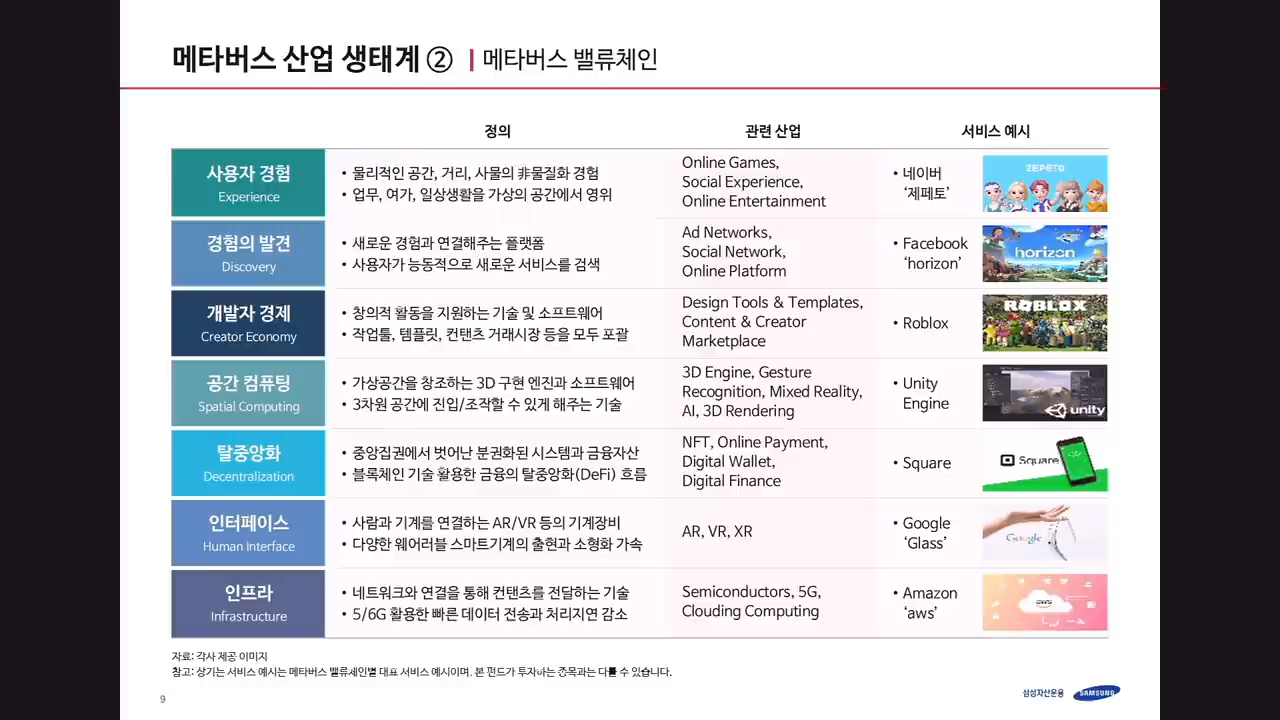 메타버스 산업 생태계 ② | 메타버스 밸류체인
정의
관련 산업
서비스 예시
사용자 경험
Experience
• 물리적인 공간, 거리, 사물의 非물질화 경험
• 업무, 여가, 일상생활을 가상의 공간에서 영위
Online Games,
Social Experience,
Online Entertainment
• 네이버
‘제페토’
ZEPETO
경험의 발견
Discovery
• 새로운 경험과 연결해주는 플랫폼
• 사용자가 능동적으로 새로운 서비스를 검색
Ad Networks,
Social Network,
Online Platform
• Facebook
‘horizon’
horizon
개발자 경제
Creator Economy
• 창의적 활동을 지원하는 기술 및 소프트웨어
• 작업툴, 템플릿, 컨텐츠 거래시장 등을 모두 포괄
Design Tools & Templates,
Content & Creator
Marketplace
• Roblox
ROBLOX
공간 컴퓨팅
Spatial Computing
• 가상공간을 창조하는 3D 구현 엔진과 소프트웨어
• 3차원 공간에 진입/조작할 수 있게 해주는 기술
3D Engine, Gesture
Recognition, Mixed Reality,
AI, 3D Rendering
• Unity
Engine
unity
탈중앙화
Decentralization
• 중앙집권에서 벗어난 분권화된 시스템과 금융자산
• 블록체인 기술 활용한 금융의 탈중앙화(DeFi) 흐름
NFT, Online Payment,
Digital Wallet,
Digital Finance
• Square
Square
인터페이스
Human Interface
• 사람과 기계를 연결하는 AR/VR 등의 기계장비
• 다양한 웨어러블 스마트기계의 출현과 소형화 가속
AR, VR, XR
• Google
‘Glass’
Google
인프라
Infrastructure
• 네트워크와 연결을 통해 컨텐츠를 전달하는 기술
• 5/6G 활용한 빠른 데이터 전송과 처리지연 감소
Semiconductors, 5G,
Clouding Computing
• Amazon
‘aws’
aws
자료: 각사 제공 이미지
참고: 상기는 서비스 예시는 메타버스 밸류체인별 대표 서비스 예시이며, 본 펀드가 투자하는 종목과는 다를 수 있습니다.
9
삼성자산운용
SAMSUNG